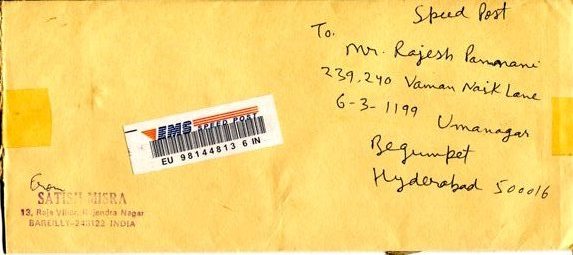 Speed Post
To.
Mr. Rajesh Pamnani
239,240 Vaman Naik Lane
6-3-1199 Umanagar
Begumpet
Hyderabad 500016
EMS SPEED POST
EU 98144813 6 IN
From
SATISH MISRA
13, Raja Vihar, Rajendra Nagar
BAREILLY-243122 INDIA